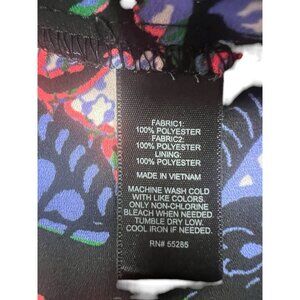 FABRIC1:
100% POLYESTER
FABRIC2:
100% POLYESTER
LINING:
100% POLYESTER
MADE IN VIETNAM
MACHINE WASH COLD
WITH LIKE COLORS.
ONLY NON-CHLORINE
BLEACH WHEN NEEDED.
TUMBLE DRY LOW.
COOL IRON IF NEEDED.
RN# 55285